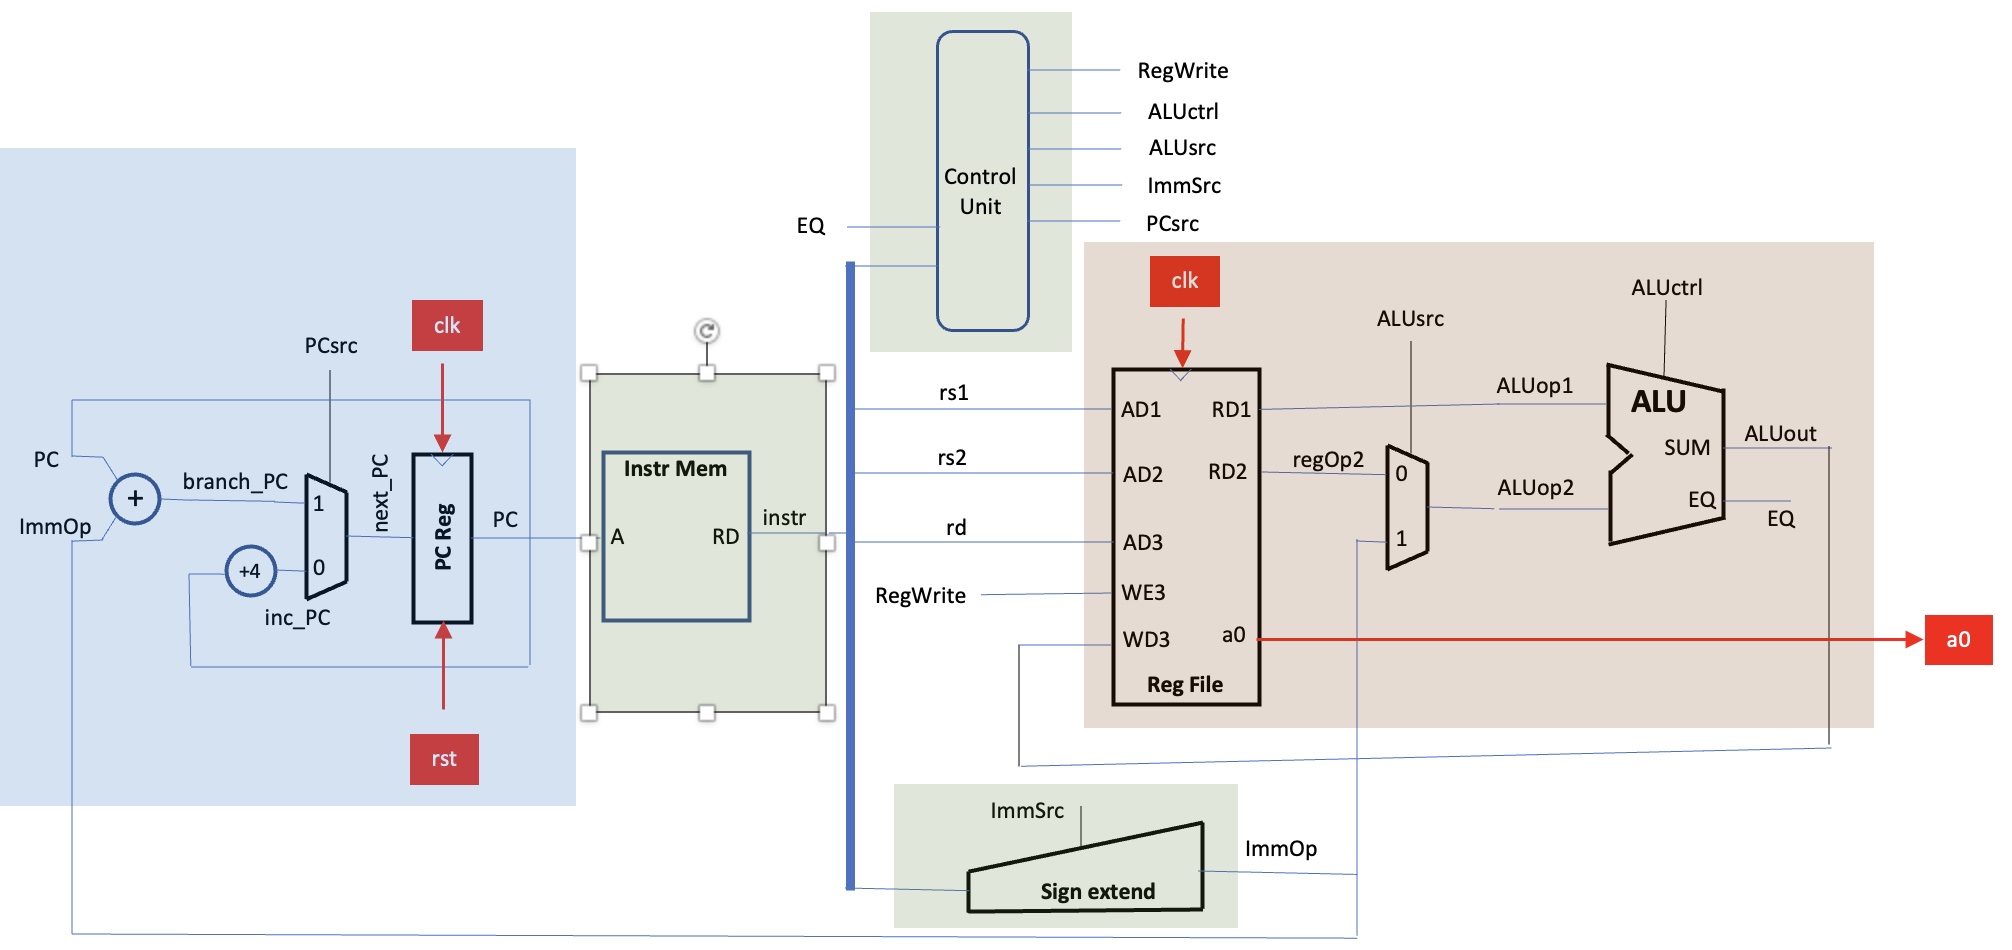 RegWrite
ALUctrl
ALUsrc
ImmSrc
PCsrc
Control
Unit
EQ
clk
ALUctrl
ALUsrc
clk
PCsrc
rs1
AD1
RD1
ALUop1
ALU
SUM
ALUout
PC
branch_PC
next_PC
1
PC Reg
PC
Instr Mem
A
RD
instr
rs2
AD2
RD2
regOp2
0
ALUop2
EQ
EQ
+
ImmOp
+4
0
inc_PC
rd
AD3
1
RegWrite
WE3
WD3
a0
a0
Reg File
rst
ImmSrc
ImmOp
Sign extend